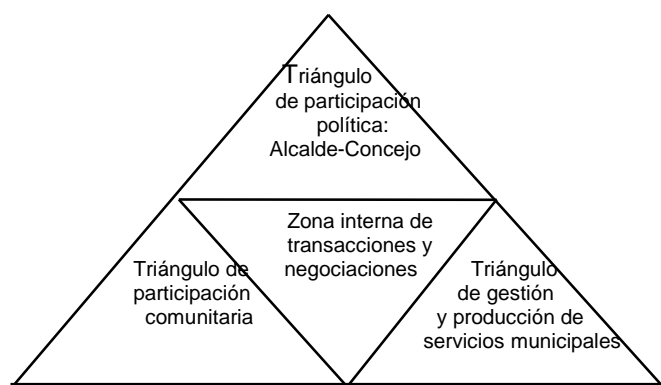 Triángulo
de participación
política:
Alcalde-Concejo
Zona interna de
transacciones y
negociaciones
Triángulo de
participación
comunitaria
Triángulo
de gestión
y producción de
servicios municipales